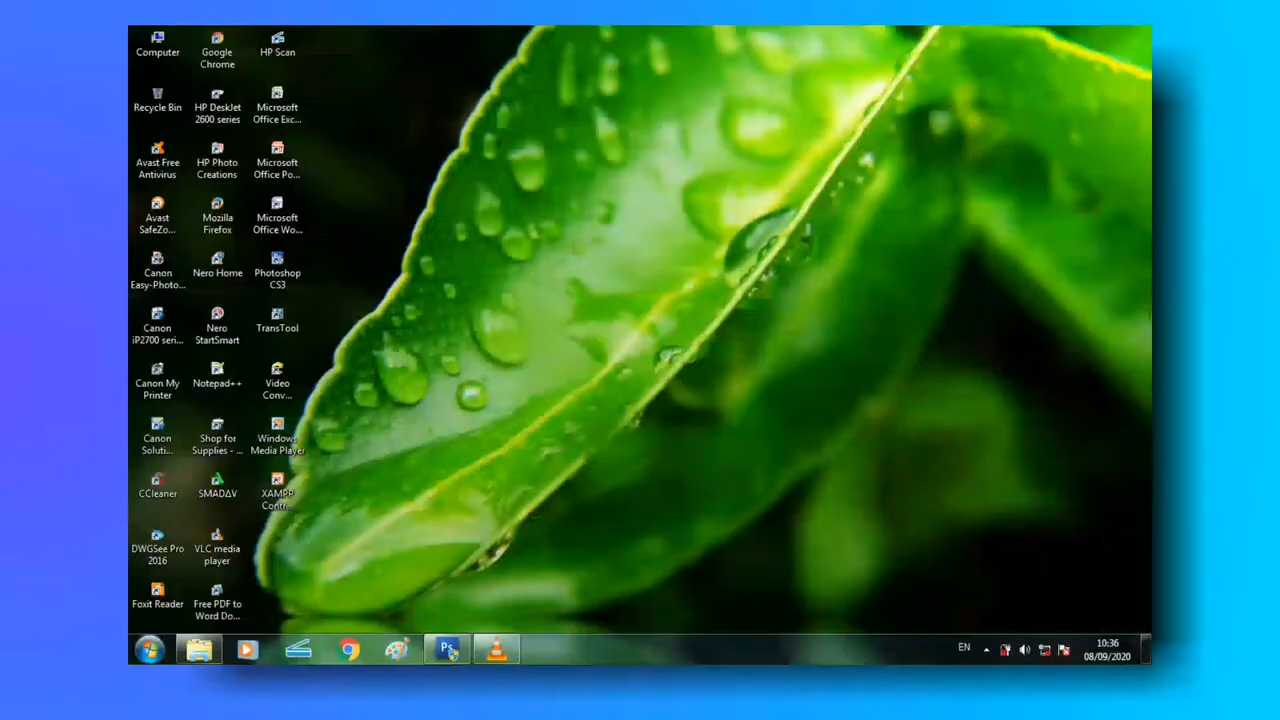 Computer
Google
Chrome
HP Scan
Recycle Bin
HP DeskJet
2600 series
Microsoft
Office Exc...
Avast Free
Antivirus
HP Photo
Creations
Microsoft
Office Po...
Avast
SafeZo...
Mozilla
Firefox
Microsoft
Office Wo...
Canon
Easy-Photo...
Nero Home
Photoshop
CS3
Canon
iP2700 seri...
Nero
StartSmart
TransTool
Canon My
Printer
Notepad++
Video
Conv...
Canon
Soluti...
Shop for
Supplies - ...
Windows
Media Player
CCleaner
SMADΔV
XAMPP
Contr...
DWGSee Pro
2016
VLC media
player
Foxit Reader
Free PDF to
Word Do...
Ps
EN
10:36
08/09/2020